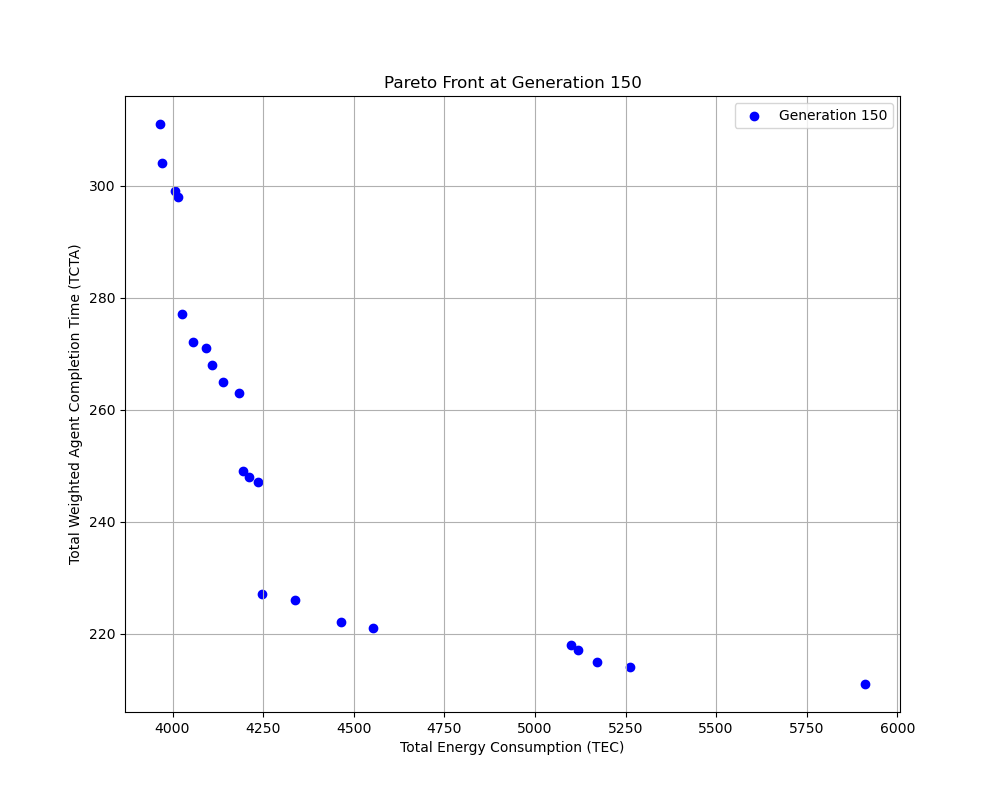 Pareto Front at Generation 150
Generation 150
Total Weighted Agent Completion Time (TCTA)
300
280
260
240
220
4000 4250 4500 4750 5000 5250 5500 5750 6000
Total Energy Consumption (TEC)